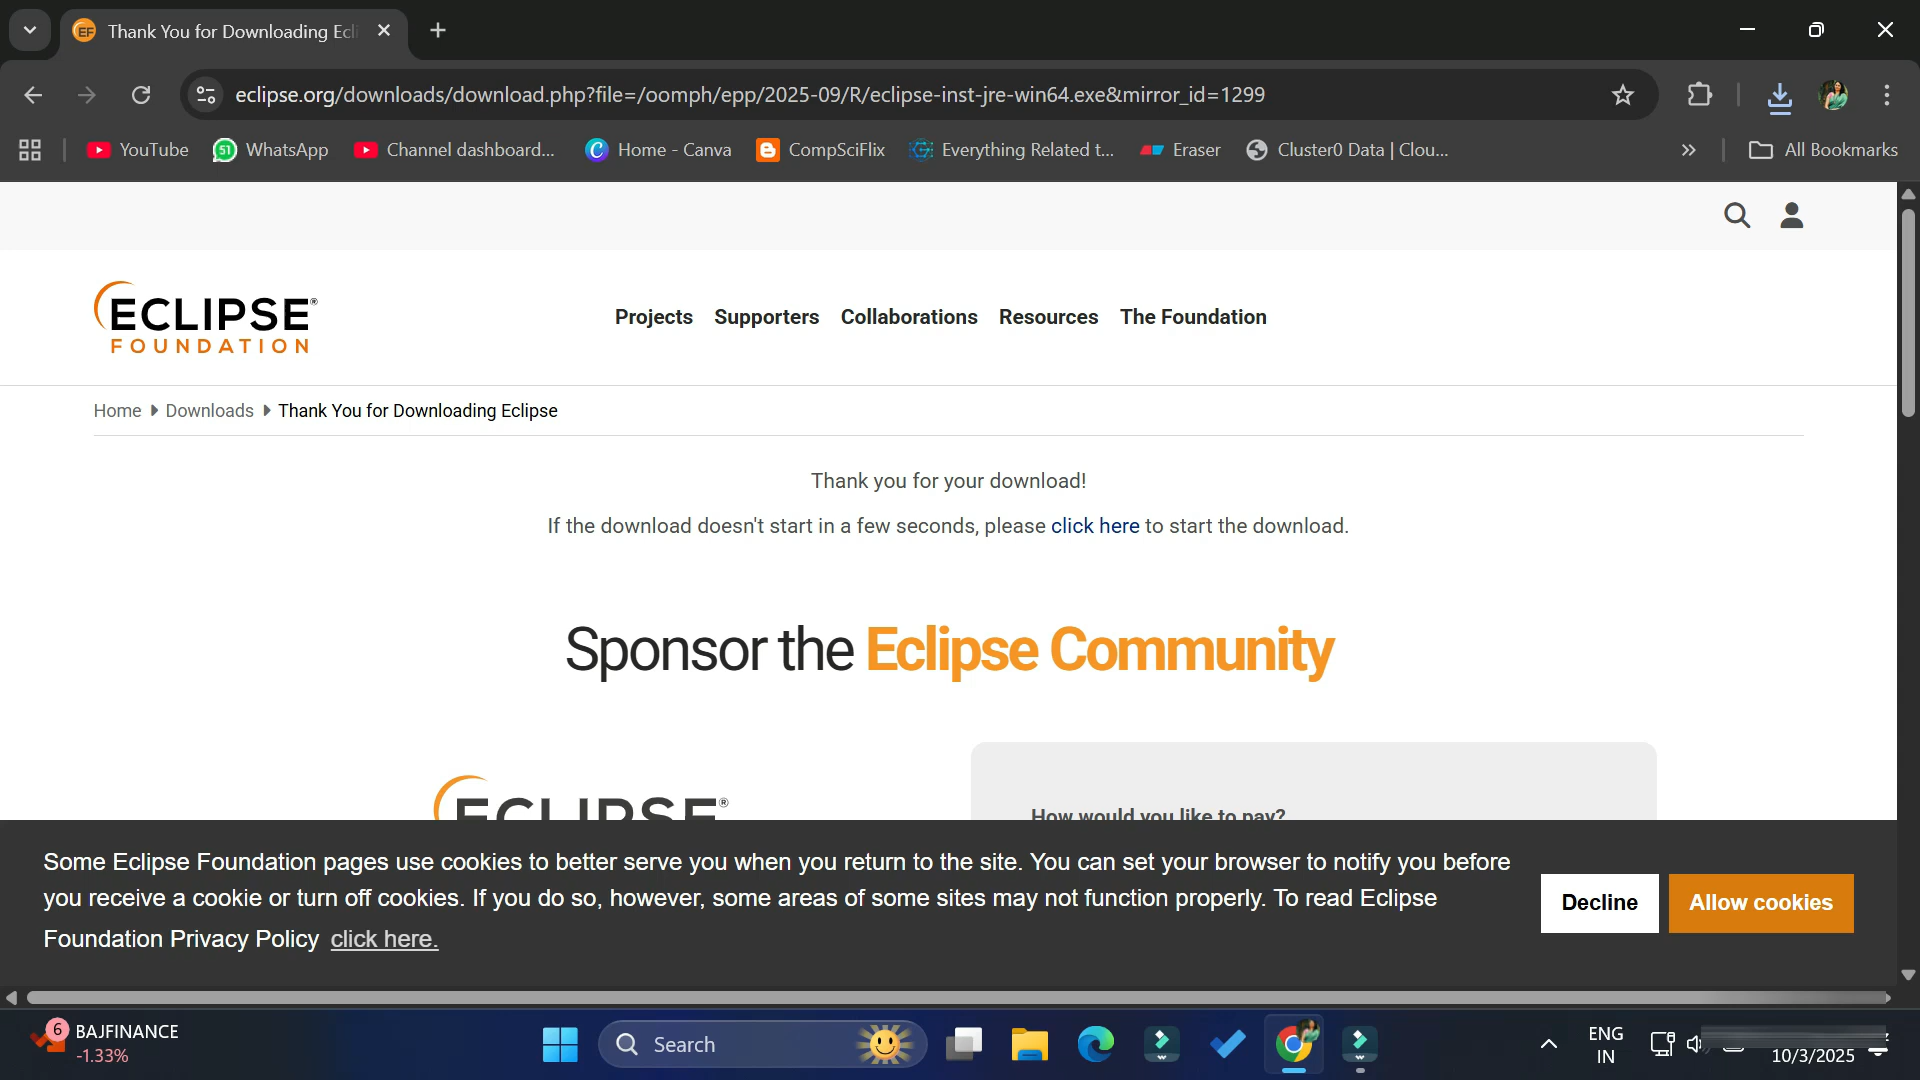 Thank You for Downloading Ecli
eclipse.org/downloads/download.php?file=/oomph/epp/2025-09/R/eclipse-inst-jre-win64.exe&mirror_id=1299
YouTube
51
WhatsApp
Channel dashboard...
Home - Canva
CompSciFlix
Everything Related t...
Eraser
Cluster0 Data | Clou...
All Bookmarks
ECLIPSE®
FOUNDATION
Projects Supporters Collaborations Resources The Foundation
Home Downloads Thank You for Downloading Eclipse
Thank you for your download!
If the download doesn't start in a few seconds, please click here to start the download.
Sponsor the Eclipse Community
ECLIPSE®
How would you like to pay?
Some Eclipse Foundation pages use cookies to better serve you when you return to the site. You can set your browser to notify you before
you receive a cookie or turn off cookies. If you do so, however, some areas of some sites may not function properly. To read Eclipse
Foundation Privacy Policy click here.
Decline
Allow cookies
6
BAJFINANCE
-1.33%
Search
ENG
IN
10/3/2025